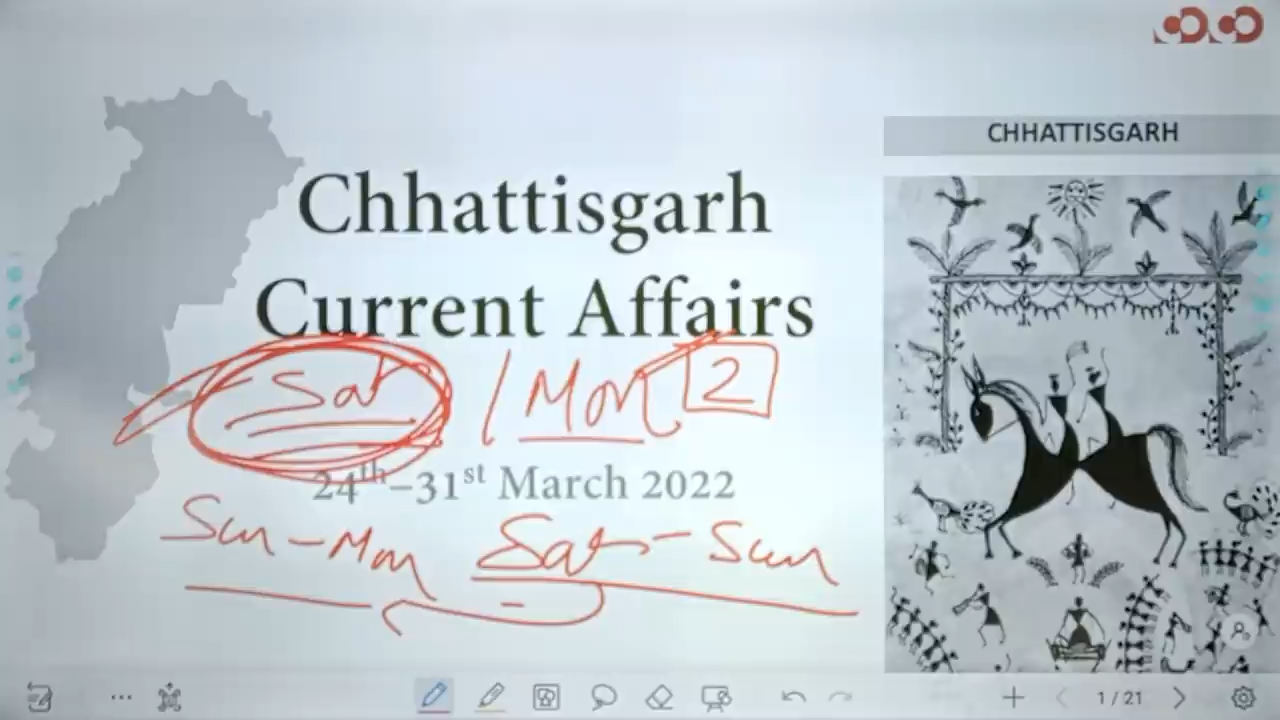 CHHATTISGARH
Chhattisgarh
Current Affairs
Sat / Mon 2
24th–31st March 2022
Sun – Mon Sat – Sun
1 / 21